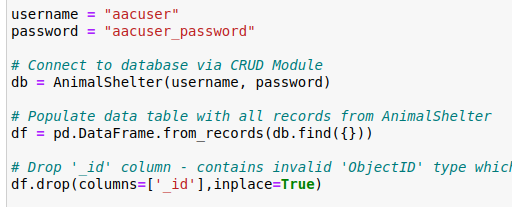 username = "aacuser"
password = "aacuser_password"
# Connect to database via CRUD Module
db = AnimalShelter(username, password)
# Populate data table with all records from AnimalShelter
df = pd.DataFrame.from_records(db.find({}))
# Drop '_id' column - contains invalid 'ObjectID' type which
df.drop(columns=['_id'],inplace=True)